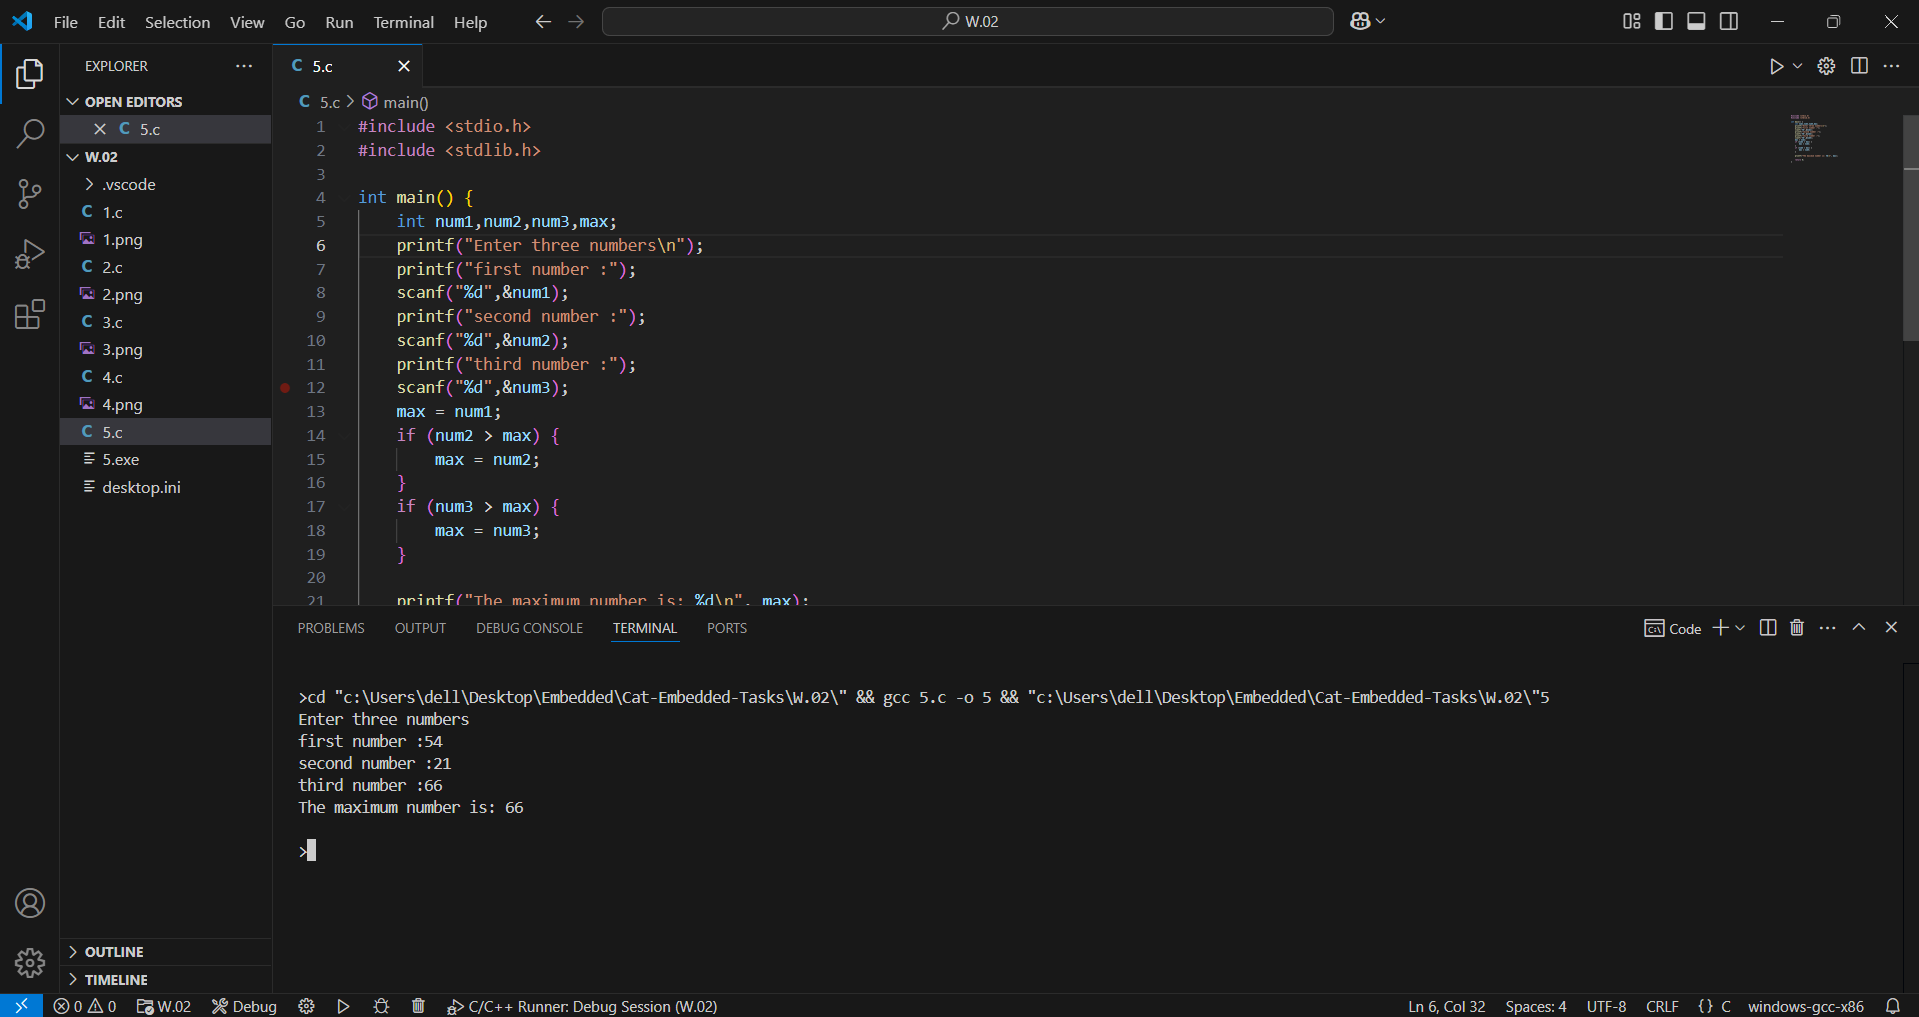 File Edit Selection View Go Run Terminal Help
W.02
EXPLORER
OPEN EDITORS
C 5.c
W.02
.vscode
C 1.c
1.png
C 2.c
2.png
C 3.c
3.png
C 4.c
4.png
C 5.c
5.exe
desktop.ini
OUTLINE
TIMELINE
C 5.c
C 5.c > main()
1 #include <stdio.h>
2 #include <stdlib.h>
3
4 int main() {
5 int num1,num2,num3,max;
6 printf("Enter three numbers\n");
7 printf("first number :");
8 scanf("%d",&num1);
9 printf("second number :");
10 scanf("%d",&num2);
11 printf("third number :");
12 scanf("%d",&num3);
13 max = num1;
14 if (num2 > max) {
15 max = num2;
16 }
17 if (num3 > max) {
18 max = num3;
19 }
20
21 printf("The maximum number is: %d\n", max);
PROBLEMS OUTPUT DEBUG CONSOLE TERMINAL PORTS
Code
>cd "c:\Users\dell\Desktop\Embedded\Cat-Embedded-Tasks\W.02\" && gcc 5.c -o 5 && "c:\Users\dell\Desktop\Embedded\Cat-Embedded-Tasks\W.02\"5
Enter three numbers
first number :54
second number :21
third number :66
The maximum number is: 66
>
0 0 W.02 Debug C/C++ Runner: Debug Session (W.02)
Ln 6, Col 32 Spaces: 4 UTF-8 CRLF {} C windows-gcc-x86